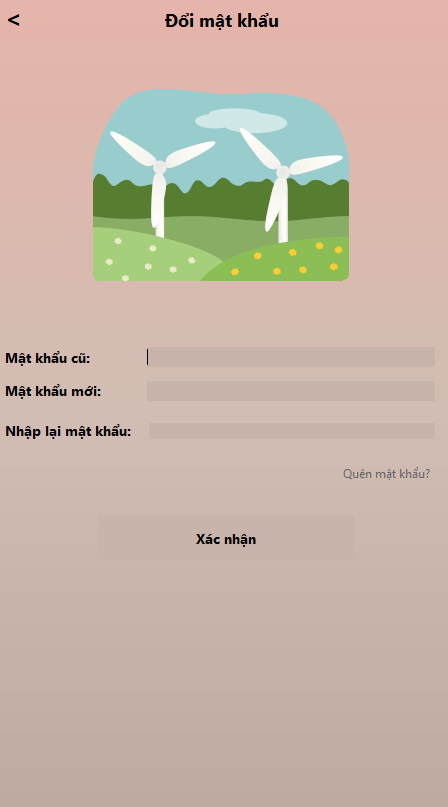 <
Đổi mật khẩu
Mật khẩu cũ:
Mật khẩu mới:
Nhập lại mật khẩu:
Quên mật khẩu?
Xác nhận